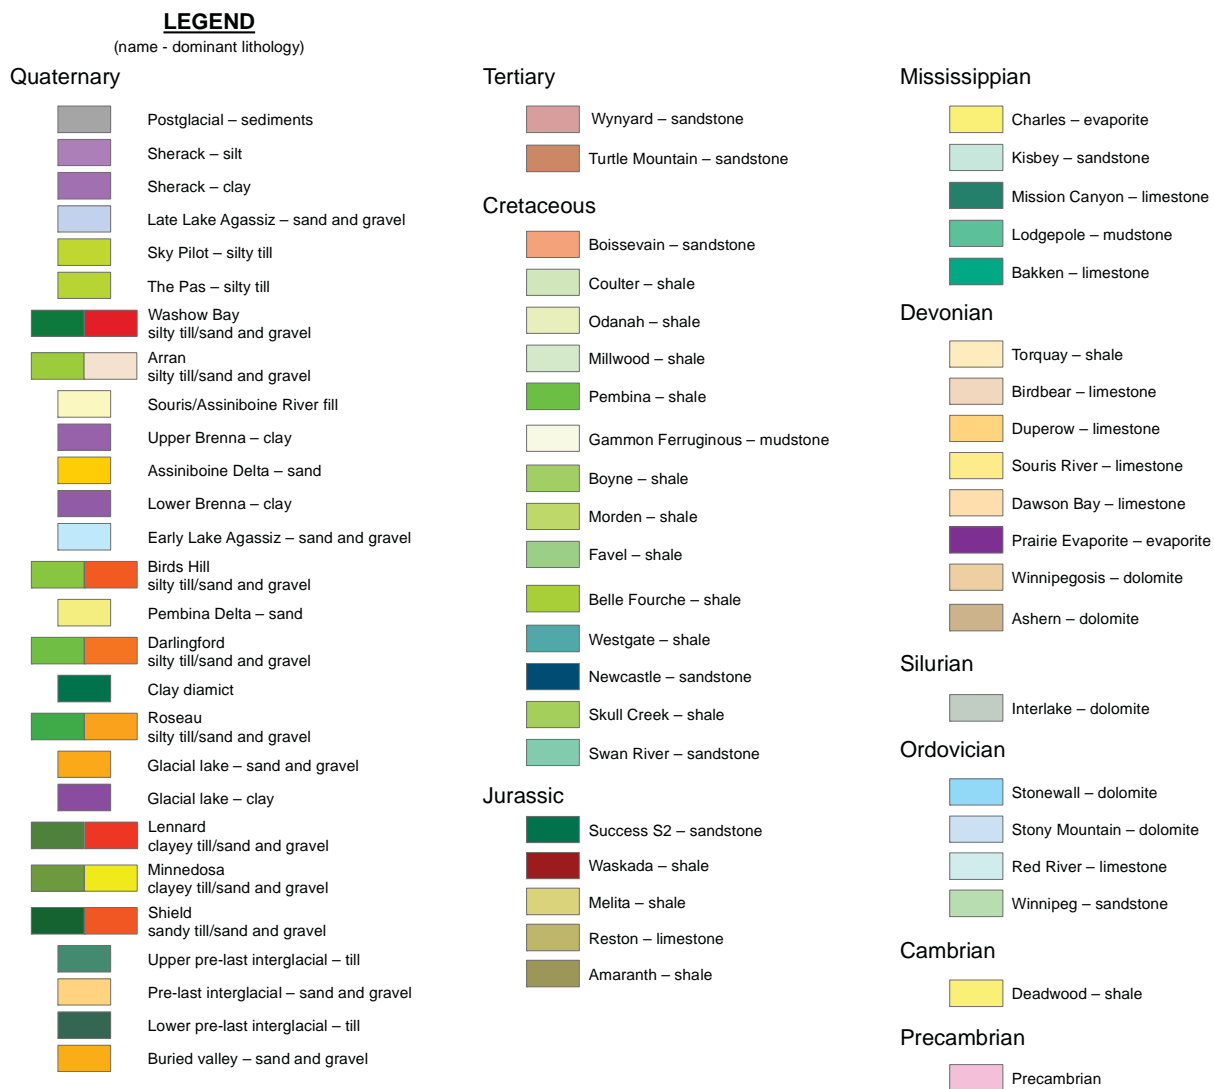 LEGEND
(name - dominant lithology)
Quaternary
Postglacial – sediments
Sherack – silt
Sherack – clay
Late Lake Agassiz – sand and gravel
Sky Pilot – silty till
The Pas – silty till
Washow Bay
silty till/sand and gravel
Arran
silty till/sand and gravel
Souris/Assiniboine River fill
Upper Brenna – clay
Assiniboine Delta – sand
Lower Brenna – clay
Early Lake Agassiz – sand and gravel
Birds Hill
silty till/sand and gravel
Pembina Delta – sand
Darlingford
silty till/sand and gravel
Clay diamict
Roseau
silty till/sand and gravel
Glacial lake – sand and gravel
Glacial lake – clay
Lennard
clayey till/sand and gravel
Minnedosa
clayey till/sand and gravel
Shield
sandy till/sand and gravel
Upper pre-last interglacial – till
Pre-last interglacial – sand and gravel
Lower pre-last interglacial – till
Buried valley – sand and gravel
Tertiary
Wynyard – sandstone
Turtle Mountain – sandstone
Cretaceous
Boissevain – sandstone
Coulter – shale
Odanah – shale
Millwood – shale
Pembina – shale
Gammon Ferruginous – mudstone
Boyne – shale
Morden – shale
Favel – shale
Belle Fourche – shale
Westgate – shale
Newcastle – sandstone
Skull Creek – shale
Swan River – sandstone
Jurassic
Success S2 – sandstone
Waskada – shale
Melita – shale
Reston – limestone
Amaranth – shale
Mississippian
Charles – evaporite
Kisbey – sandstone
Mission Canyon – limestone
Lodgepole – mudstone
Bakken – limestone
Devonian
Torquay – shale
Birdbear – limestone
Duperow – limestone
Souris River – limestone
Dawson Bay – limestone
Prairie Evaporite – evaporite
Winnipegosis – dolomite
Ashern – dolomite
Silurian
Interlake – dolomite
Ordovician
Stonewall – dolomite
Stony Mountain – dolomite
Red River – limestone
Winnipeg – sandstone
Cambrian
Deadwood – shale
Precambrian
Precambrian